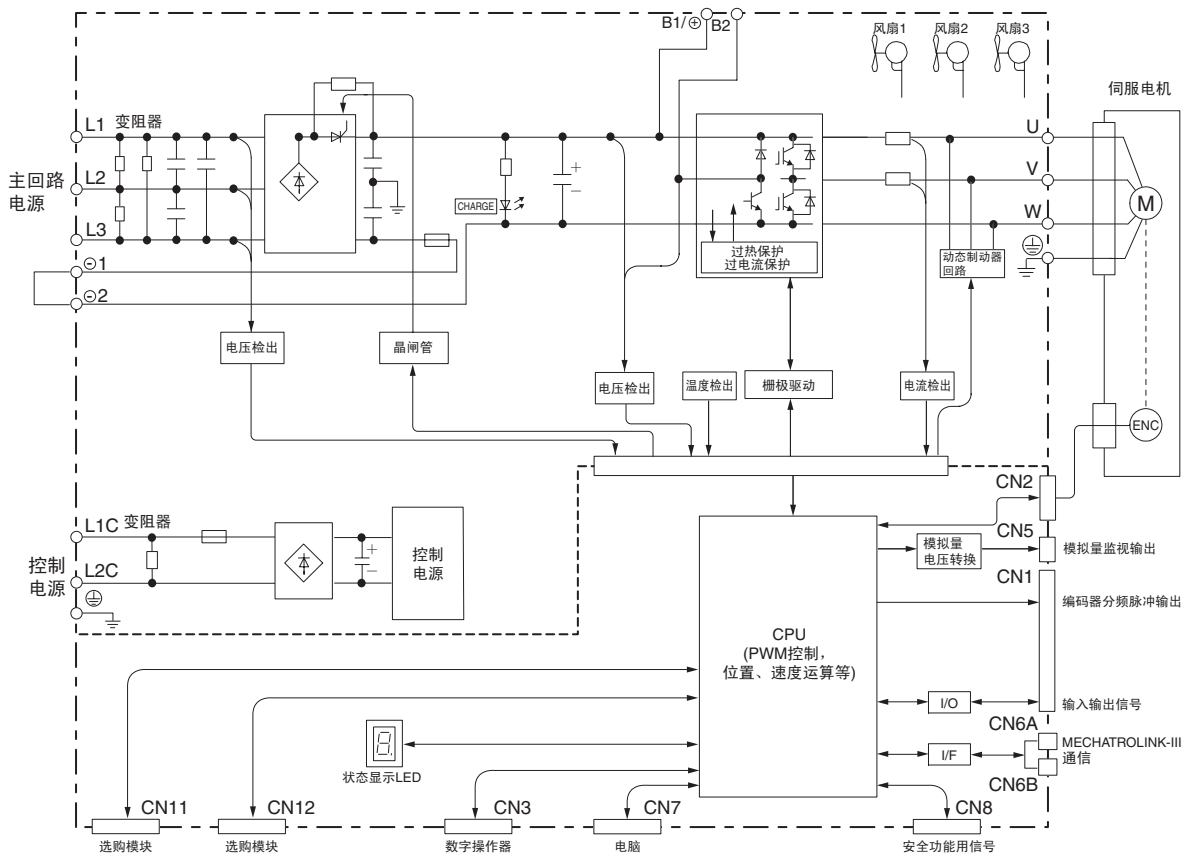 B1/⊕ B2
风扇1 风扇2 风扇3
伺服电机
L1 变阻器
U
主回路
电源
L2
V
CHARGE
+
−
M
L3
W
过热保护
过电流保护
动态制动器
回路
⊖1
⊖2
电压检出
晶闸管
电压检出
温度检出
栅极驱动
电流检出
ENC
CN2
L1C 变阻器
CN5
模拟量
电压转换
模拟量监视输出
控制
电源
+
−
控制
电源
L2C
CN1
编码器分频脉冲输出
CPU
(PWM控制，
位置、速度运算等)
I/O
输入输出信号
CN6A
MECHATROLINK-III
通信
I/F
8.
状态显示LED
CN6B
CN11
CN12
CN3
CN7
CN8
选购模块
选购模块
数字操作器
电脑
安全功能用信号